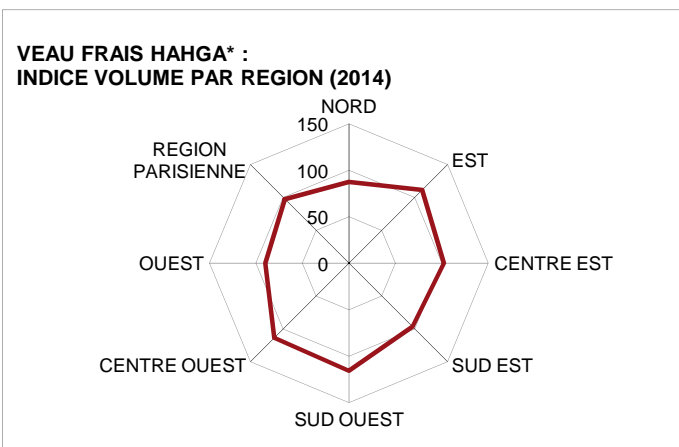 VEAU FRAIS HAHGA* :
INDICE VOLUME PAR REGION (2014)
NORD
150
REGION
PARISIENNE
EST
100
50
OUEST
0
CENTRE EST
CENTRE OUEST
SUD EST
SUD OUEST